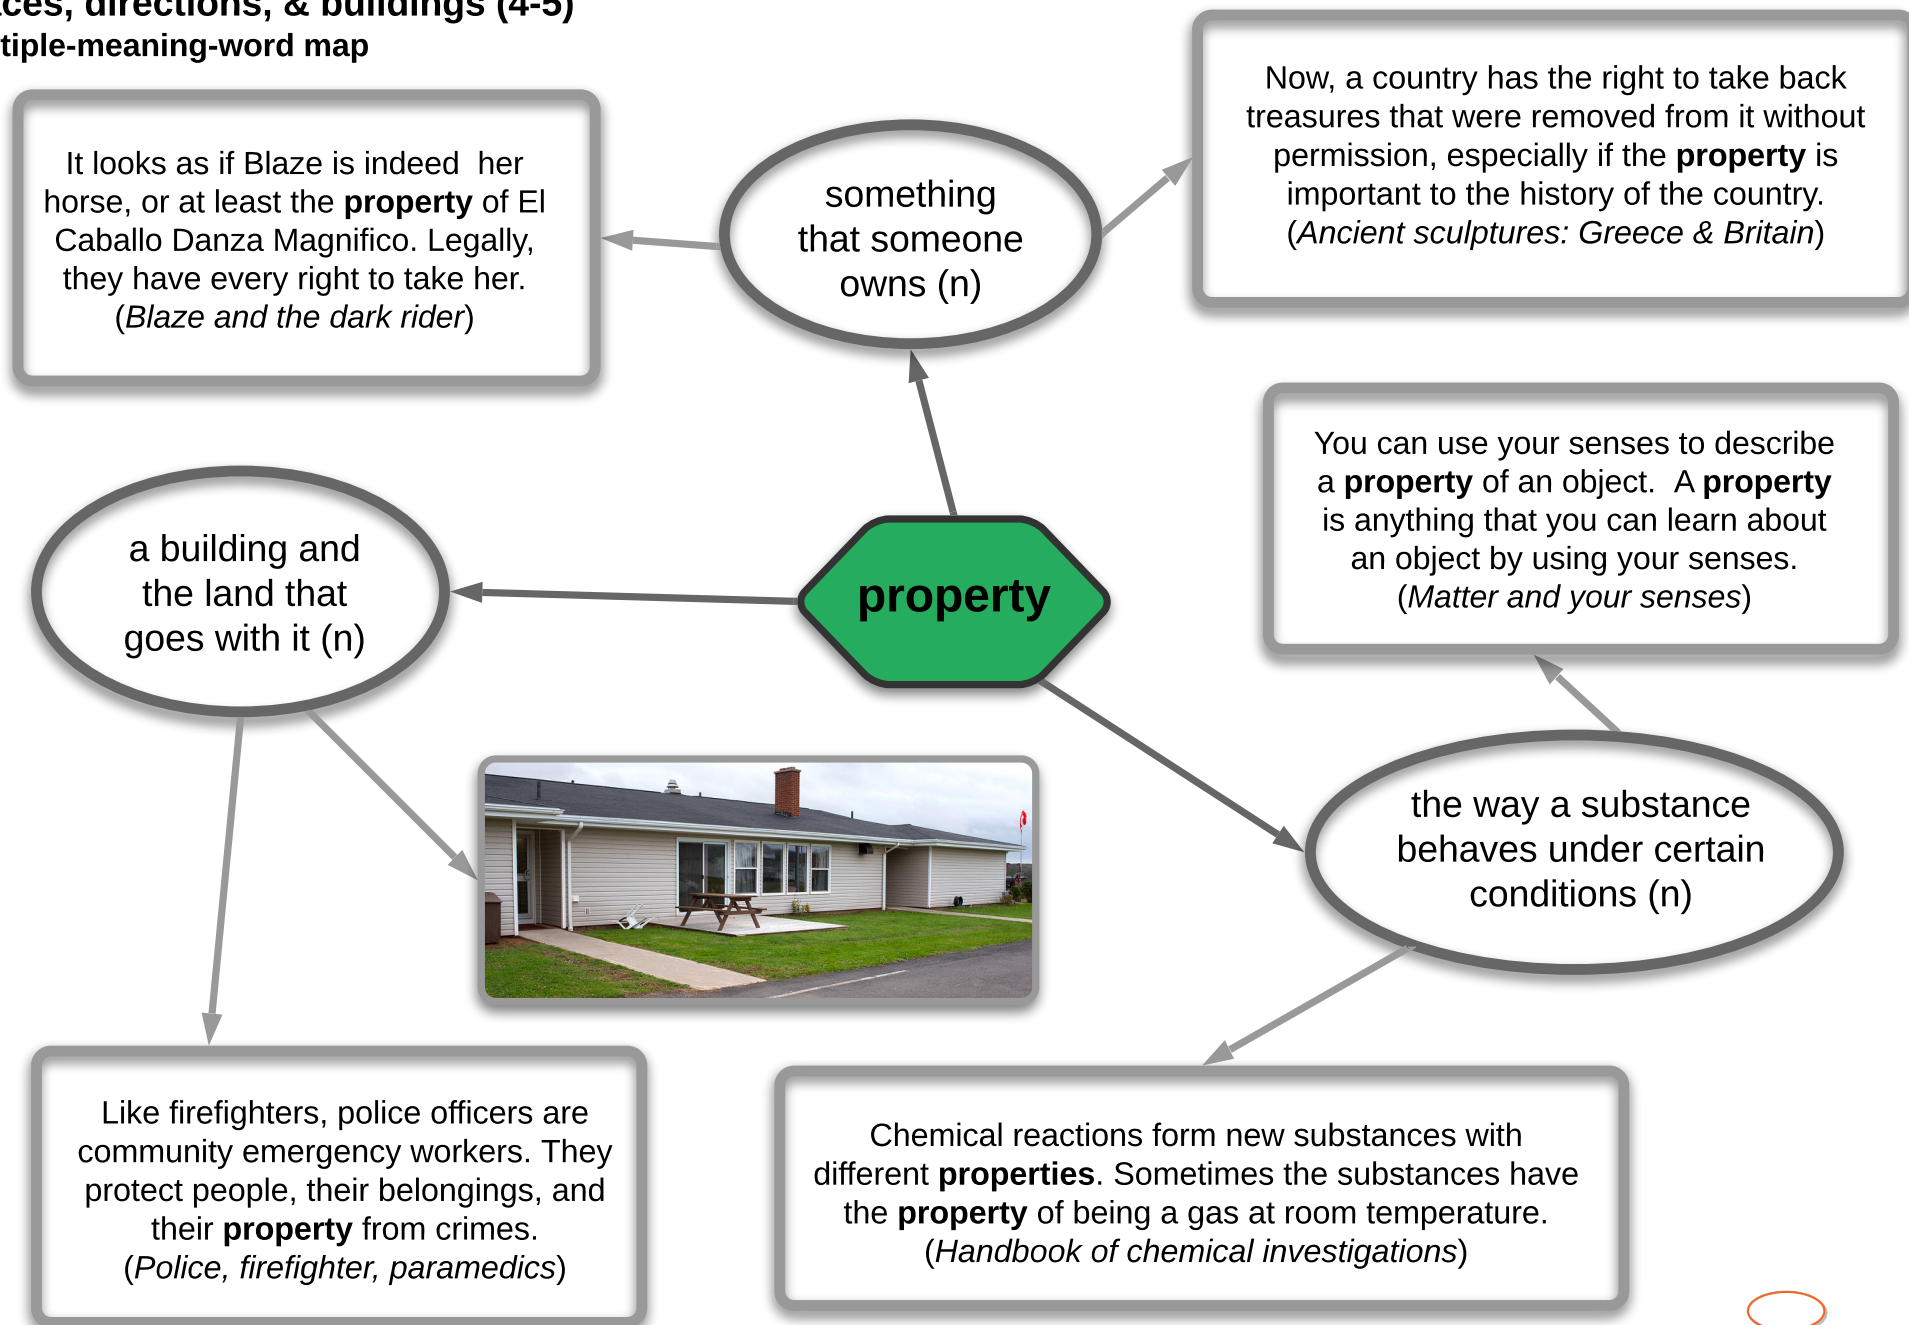 ces, directions, & buildings (4-5)
tiple-meaning-word map
Now, a country has the right to take back
treasures that were removed from it without
permission, especially if the property is
important to the history of the country.
(Ancient sculptures: Greece & Britain)
It looks as if Blaze is indeed  her
horse, or at least the property of El
Caballo Danza Magnifico. Legally,
they have every right to take her.
(Blaze and the dark rider)
something
that someone
owns (n)
You can use your senses to describe
a property of an object.  A property
is anything that you can learn about
an object by using your senses.
(Matter and your senses)
a building and
the land that
goes with it (n)
property
the way a substance
behaves under certain
conditions (n)
Like firefighters, police officers are
community emergency workers. They
protect people, their belongings, and
their property from crimes.
(Police, firefighter, paramedics)
Chemical reactions form new substances with
different properties. Sometimes the substances have
the property of being a gas at room temperature.
(Handbook of chemical investigations)